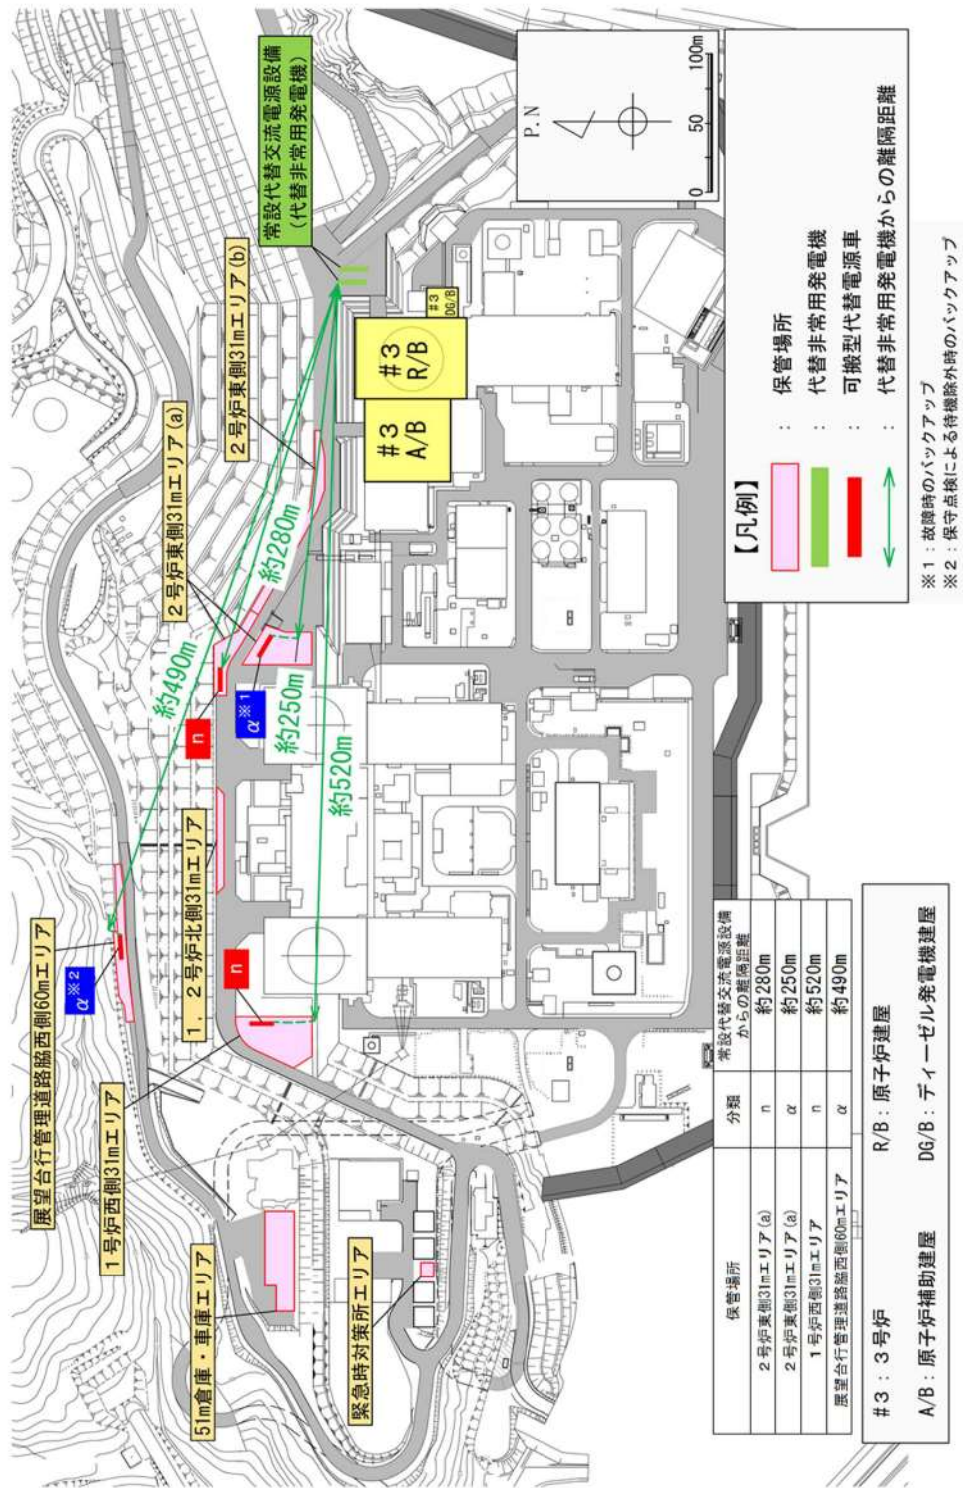 展望台行管理道路脇西側60mエリア
α※2
1号炉西側31mエリア
51m倉庫・車庫エリア
緊急時対策所エリア
1，2号炉北側31mエリア
n
n
α※1
2号炉東側31mエリア(a)
2号炉東側31mエリア(b)
常設代替交流電源設備
(代替非常用発電機)
約490m
約280m
約250m
約520m
#3
R/B
#3
A/B
#3
DG/B
P.N
0 50 100m
【凡例】
: 保管場所
: 代替非常用発電機
: 可搬型代替電源車
: 代替非常用発電機からの離隔距離
※1：故障時のバックアップ
※2：保守点検による待機除外時のバックアップ
保管場所 分類 常設代替交流電源設備
からの離隔距離
2号炉東側31mエリア(a) n 約280m
2号炉東側31mエリア(a) α 約250m
1号炉西側31mエリア n 約520m
展望台行管理道路脇西側60mエリア α 約490m
#3：3号炉 R/B：原子炉建屋
A/B：原子炉補助建屋 DG/B：ディーゼル発電機建屋